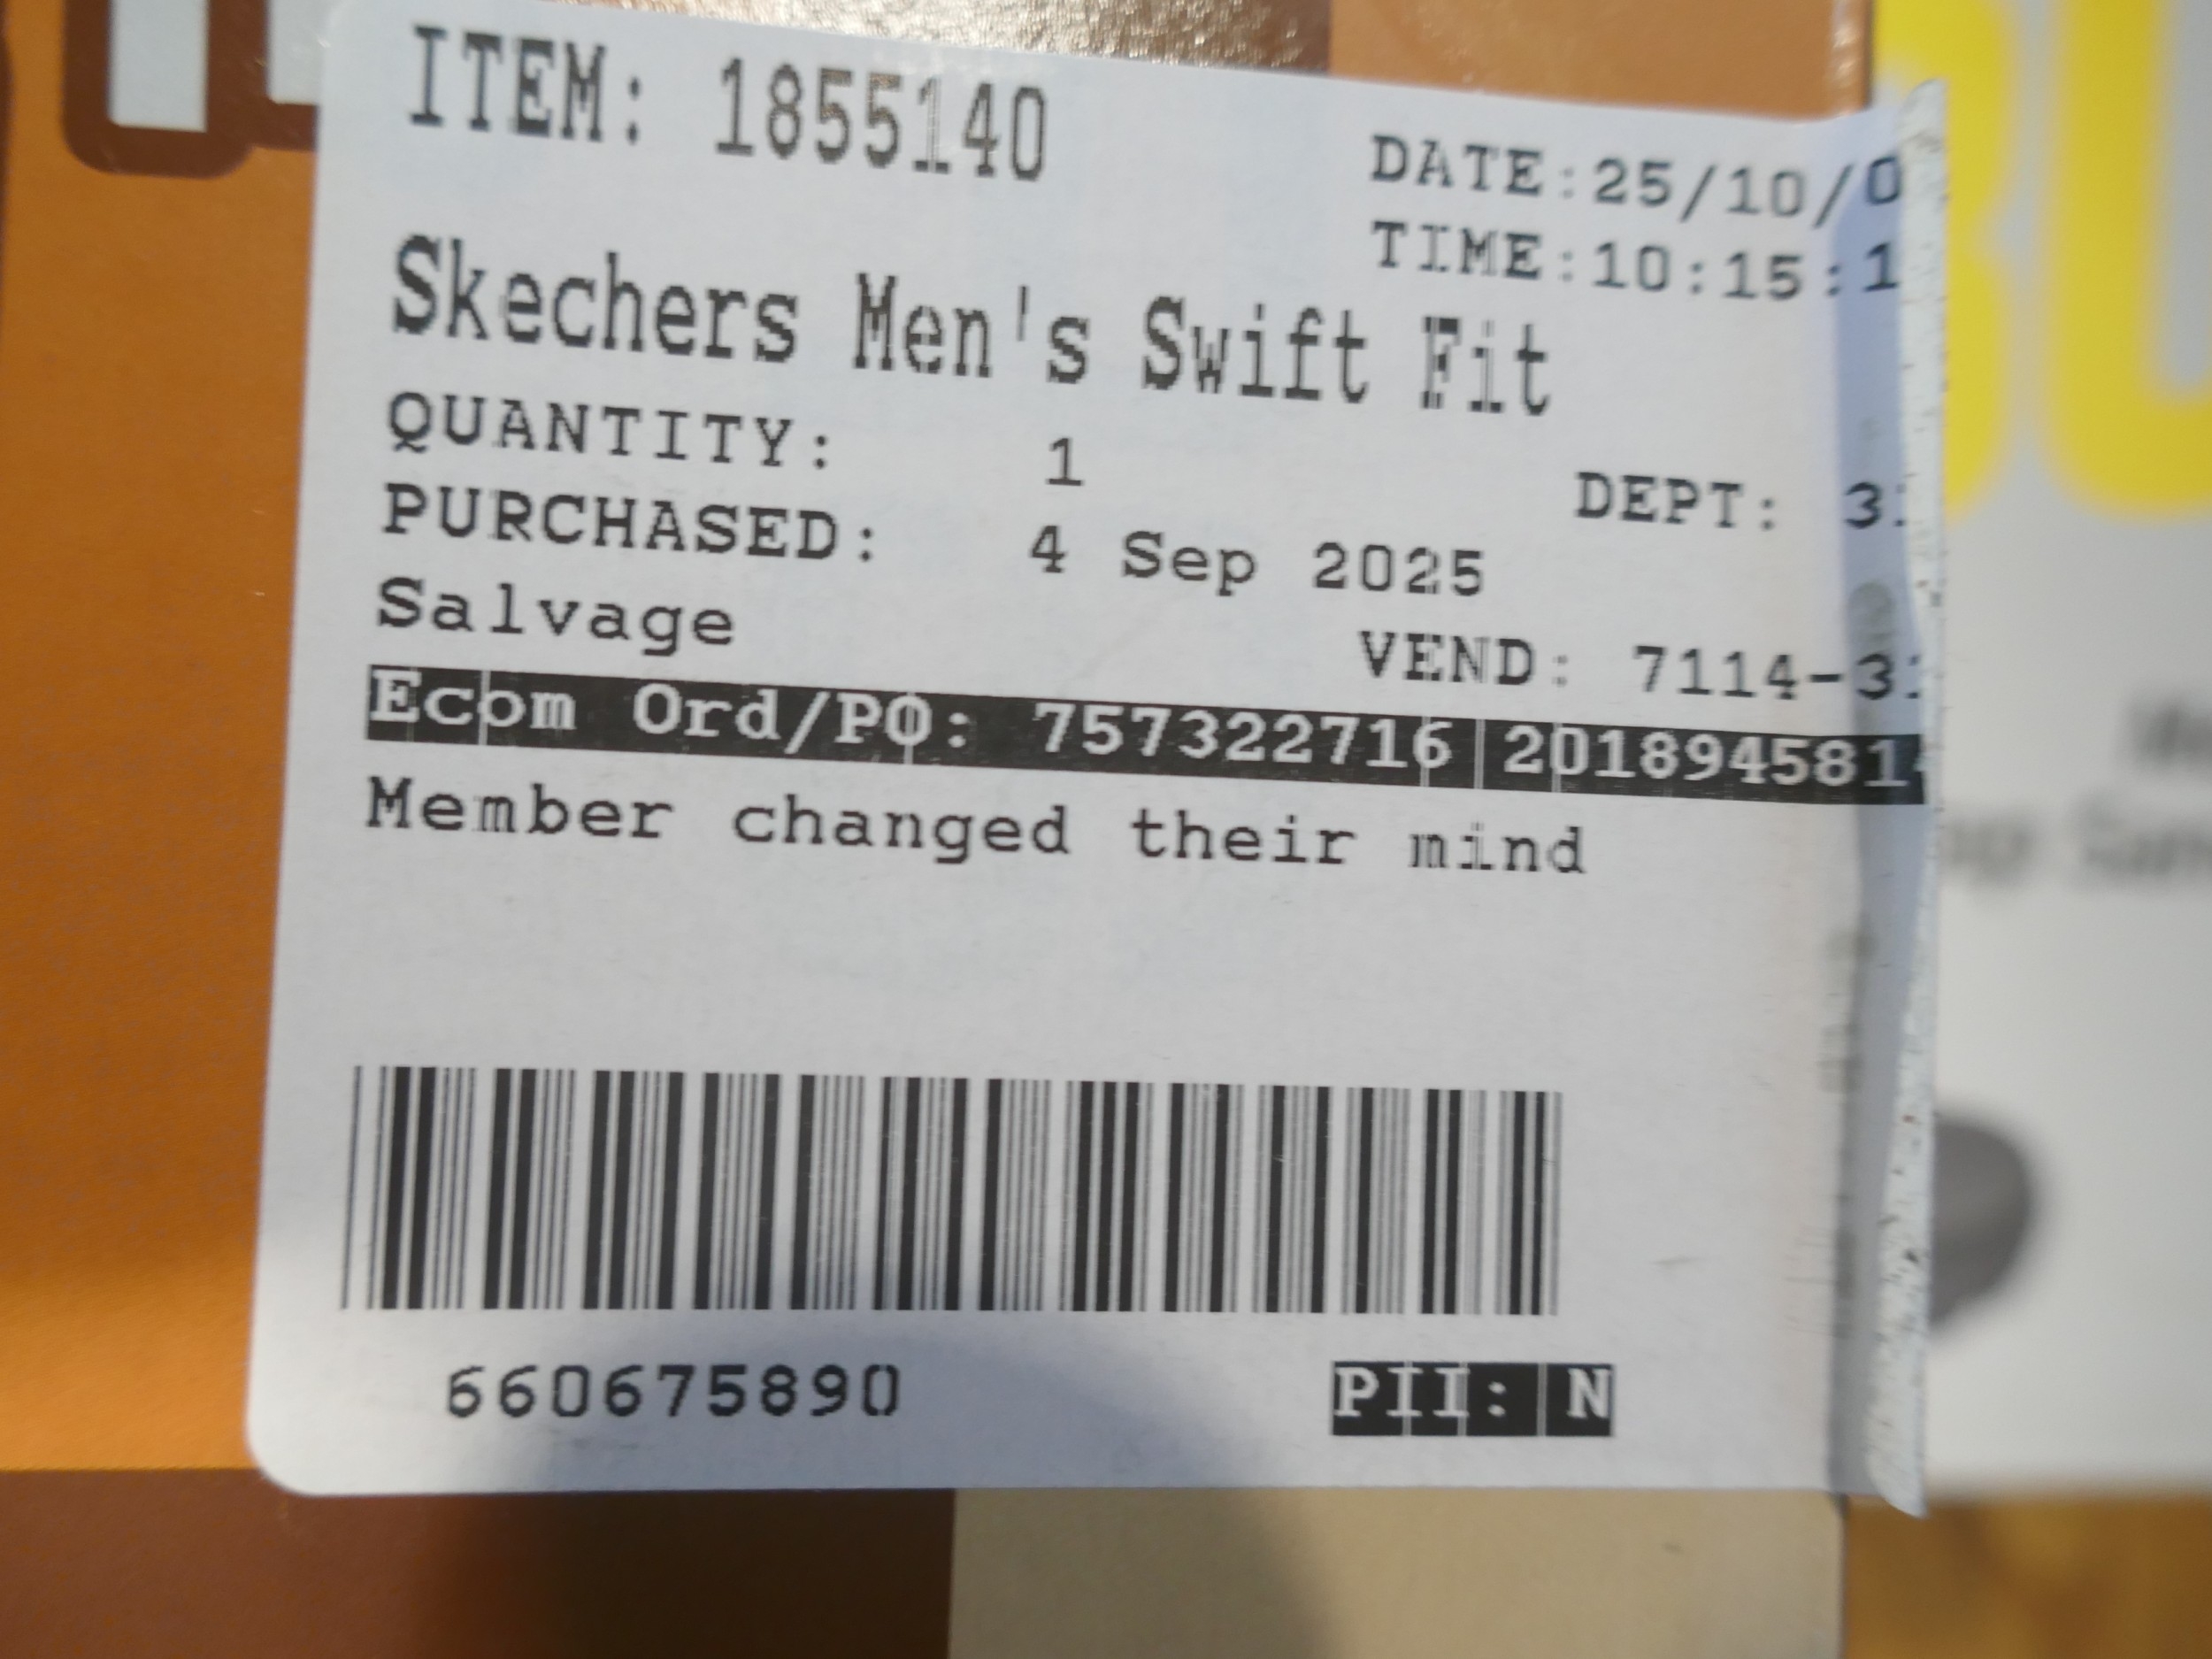 ITEM: 1855140
DATE:25/10/0
TIME:10:15:1
Skechers Men's Swift Fit
QUANTITY: 1
DEPT: 3
PURCHASED: 4 Sep 2025
Salvage
VEND: 7114-3
Ecom Ord/PO: 757322716 201894581
Member changed their mind
660675890
PII: N